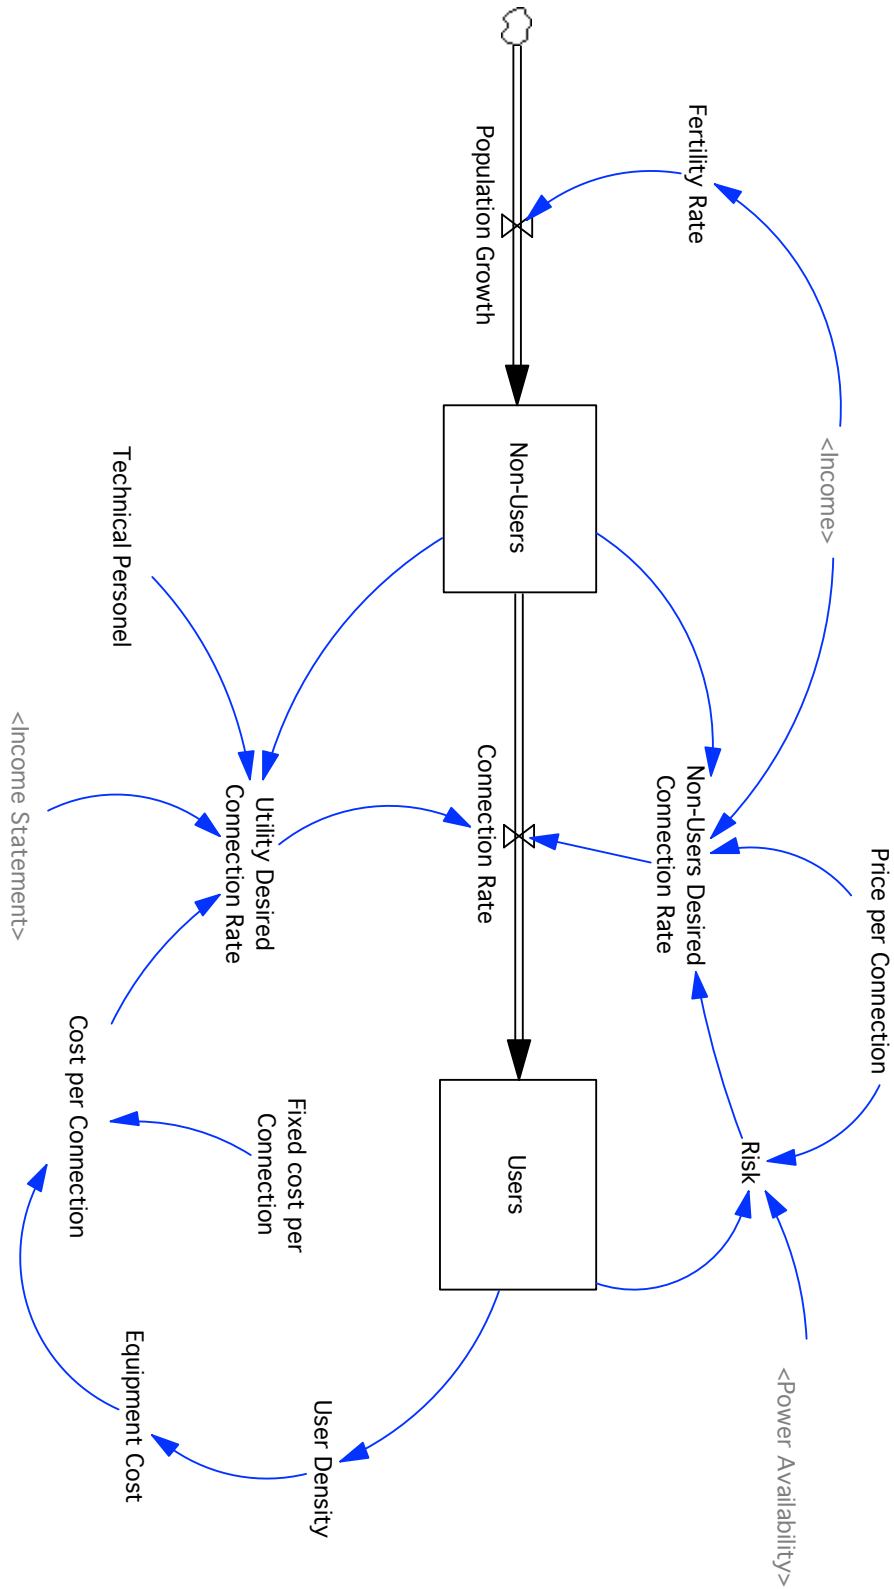 <Power Availability>
Price per Connection
<Income>
Risk
Fertility Rate
Non-Users Desired
Connection Rate
Population Growth
Non-Users
Connection Rate
Users
User Density
Fixed cost per
Connection
Utility Desired
Connection Rate
Technical Personel
Equipment Cost
Cost per Connection
<Income Statement>